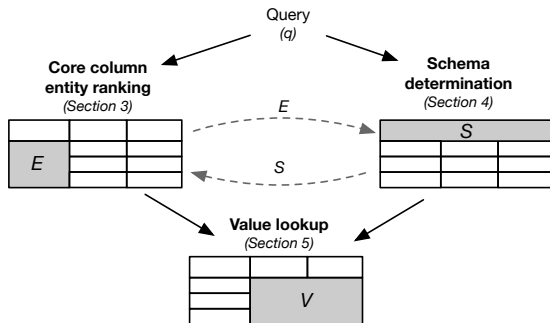 Query
(q)
Core column
entity ranking
(Section 3)
Schema
determination
(Section 4)
E
S
E
S
Value lookup
(Section 5)
V